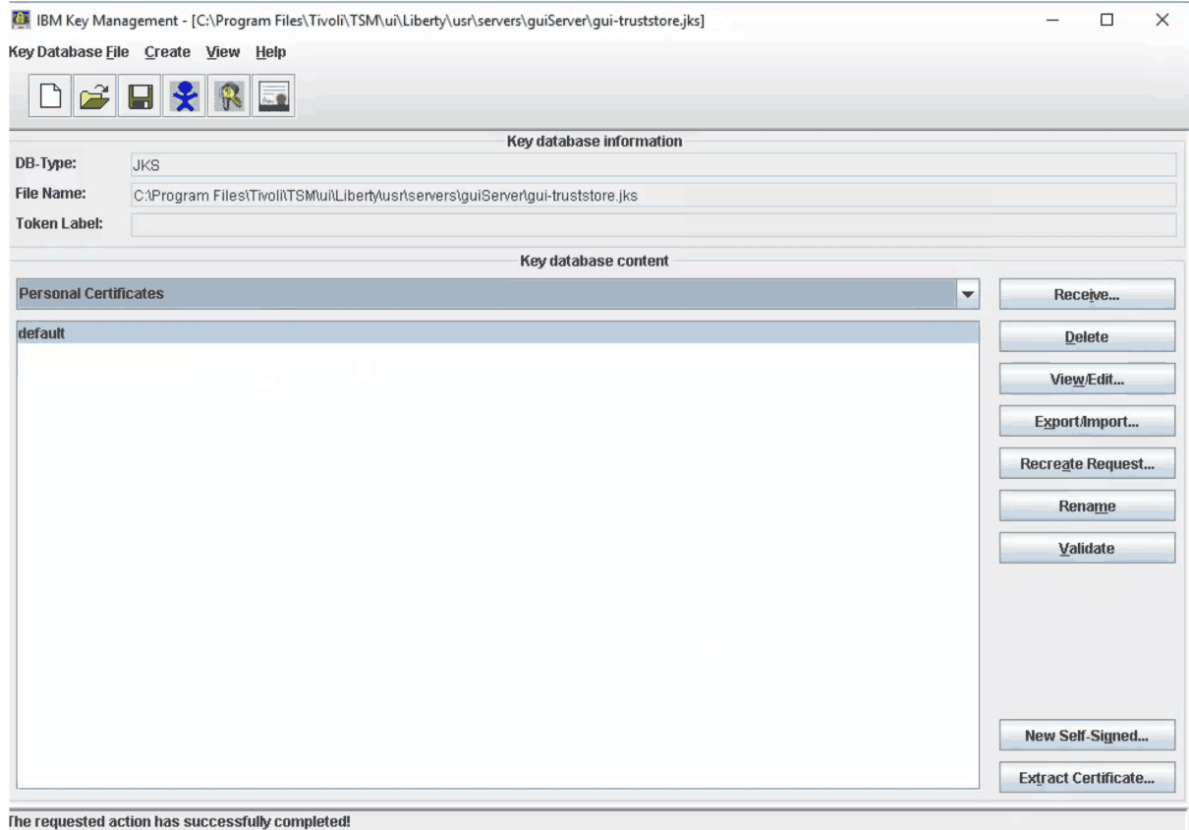 IBM Key Management - [C:\Program Files\Tivoli\TSM\ui\Liberty\usr\servers\guiServer\gui-truststore.jks]
Key Database File Create View Help
Key database information
DB-Type: JKS
File Name: C:\Program Files\Tivoli\TSM\ui\Liberty\usr\servers\guiServer\gui-truststore.jks
Token Label:
Key database content
Personal Certificates
Receive...
default
Delete
View/Edit...
Export/Import...
Recreate Request...
Rename
Validate
New Self-Signed...
Extract Certificate...
The requested action has successfully completed!